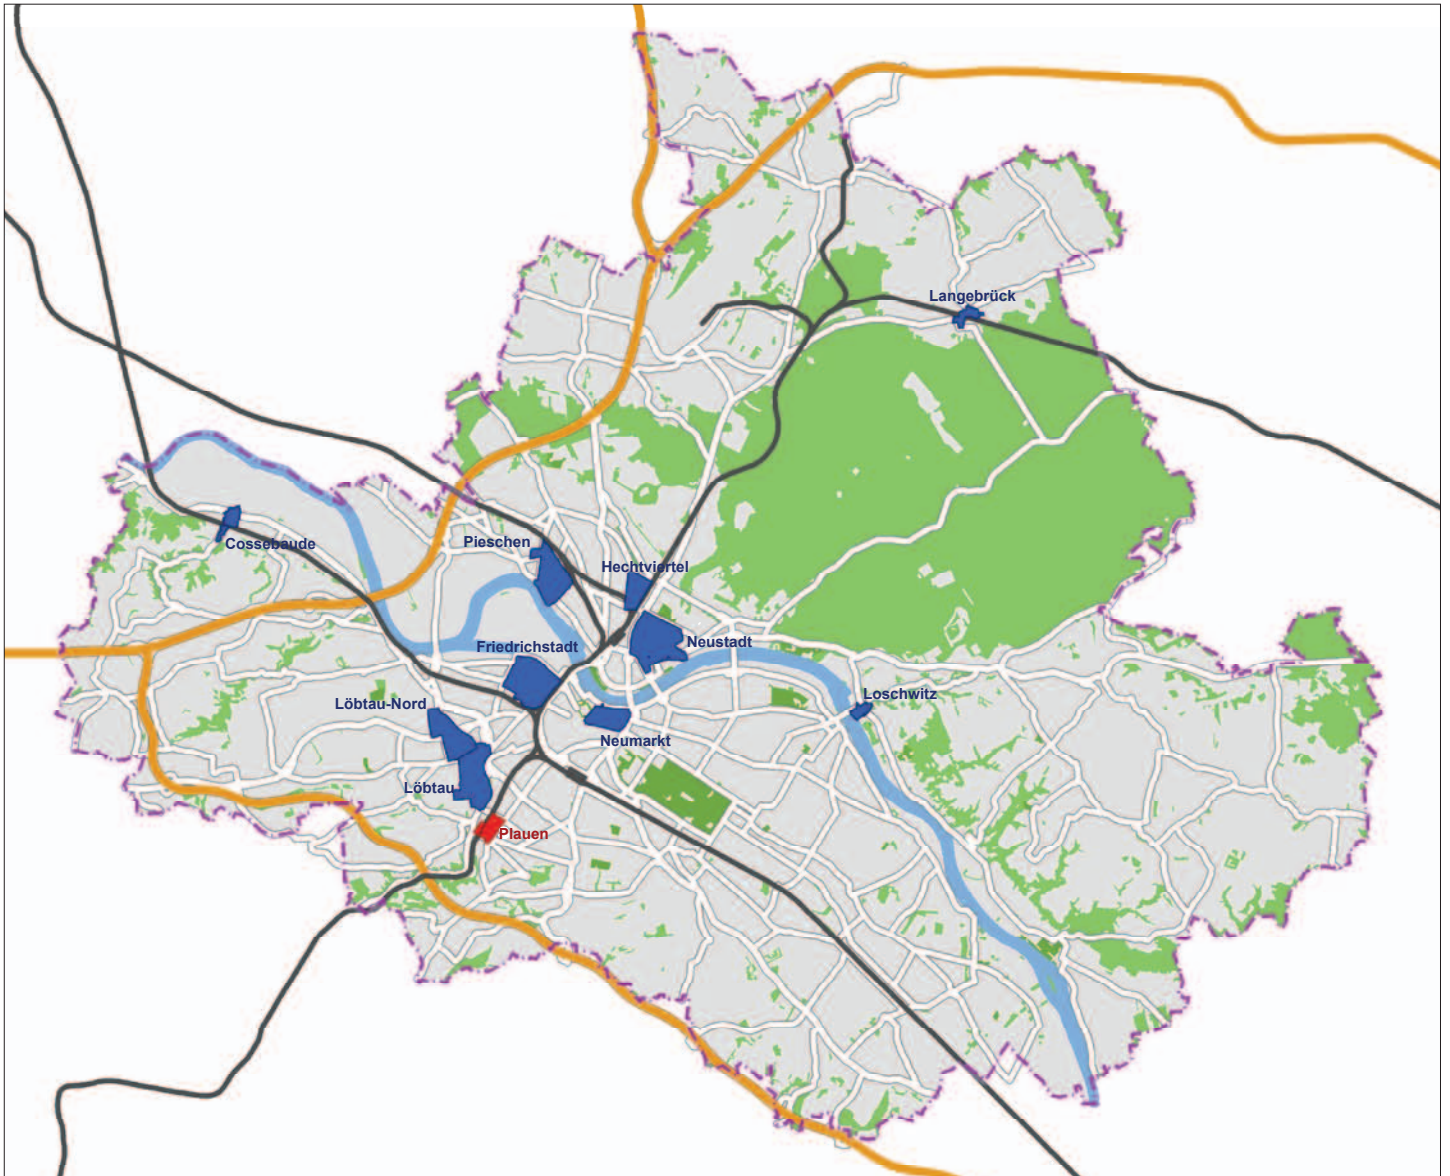 Langebrück
Cossebaude
Pieschen
Hechtviertel
Friedrichstadt
Neustadt
Löbtau-Nord
Loschwitz
Neumarkt
Löbtau
Plauen